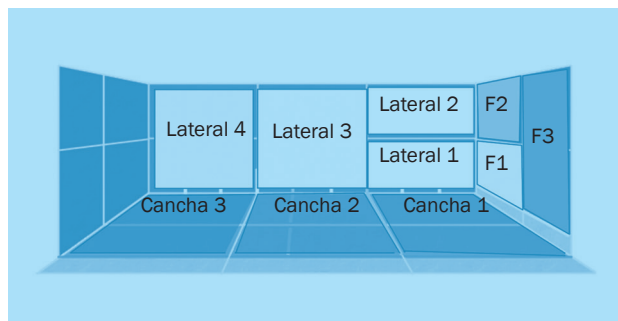 Lateral 4
Lateral 3
Lateral 2
Lateral 1
F2
F1
F3
Cancha 3
Cancha 2
Cancha 1